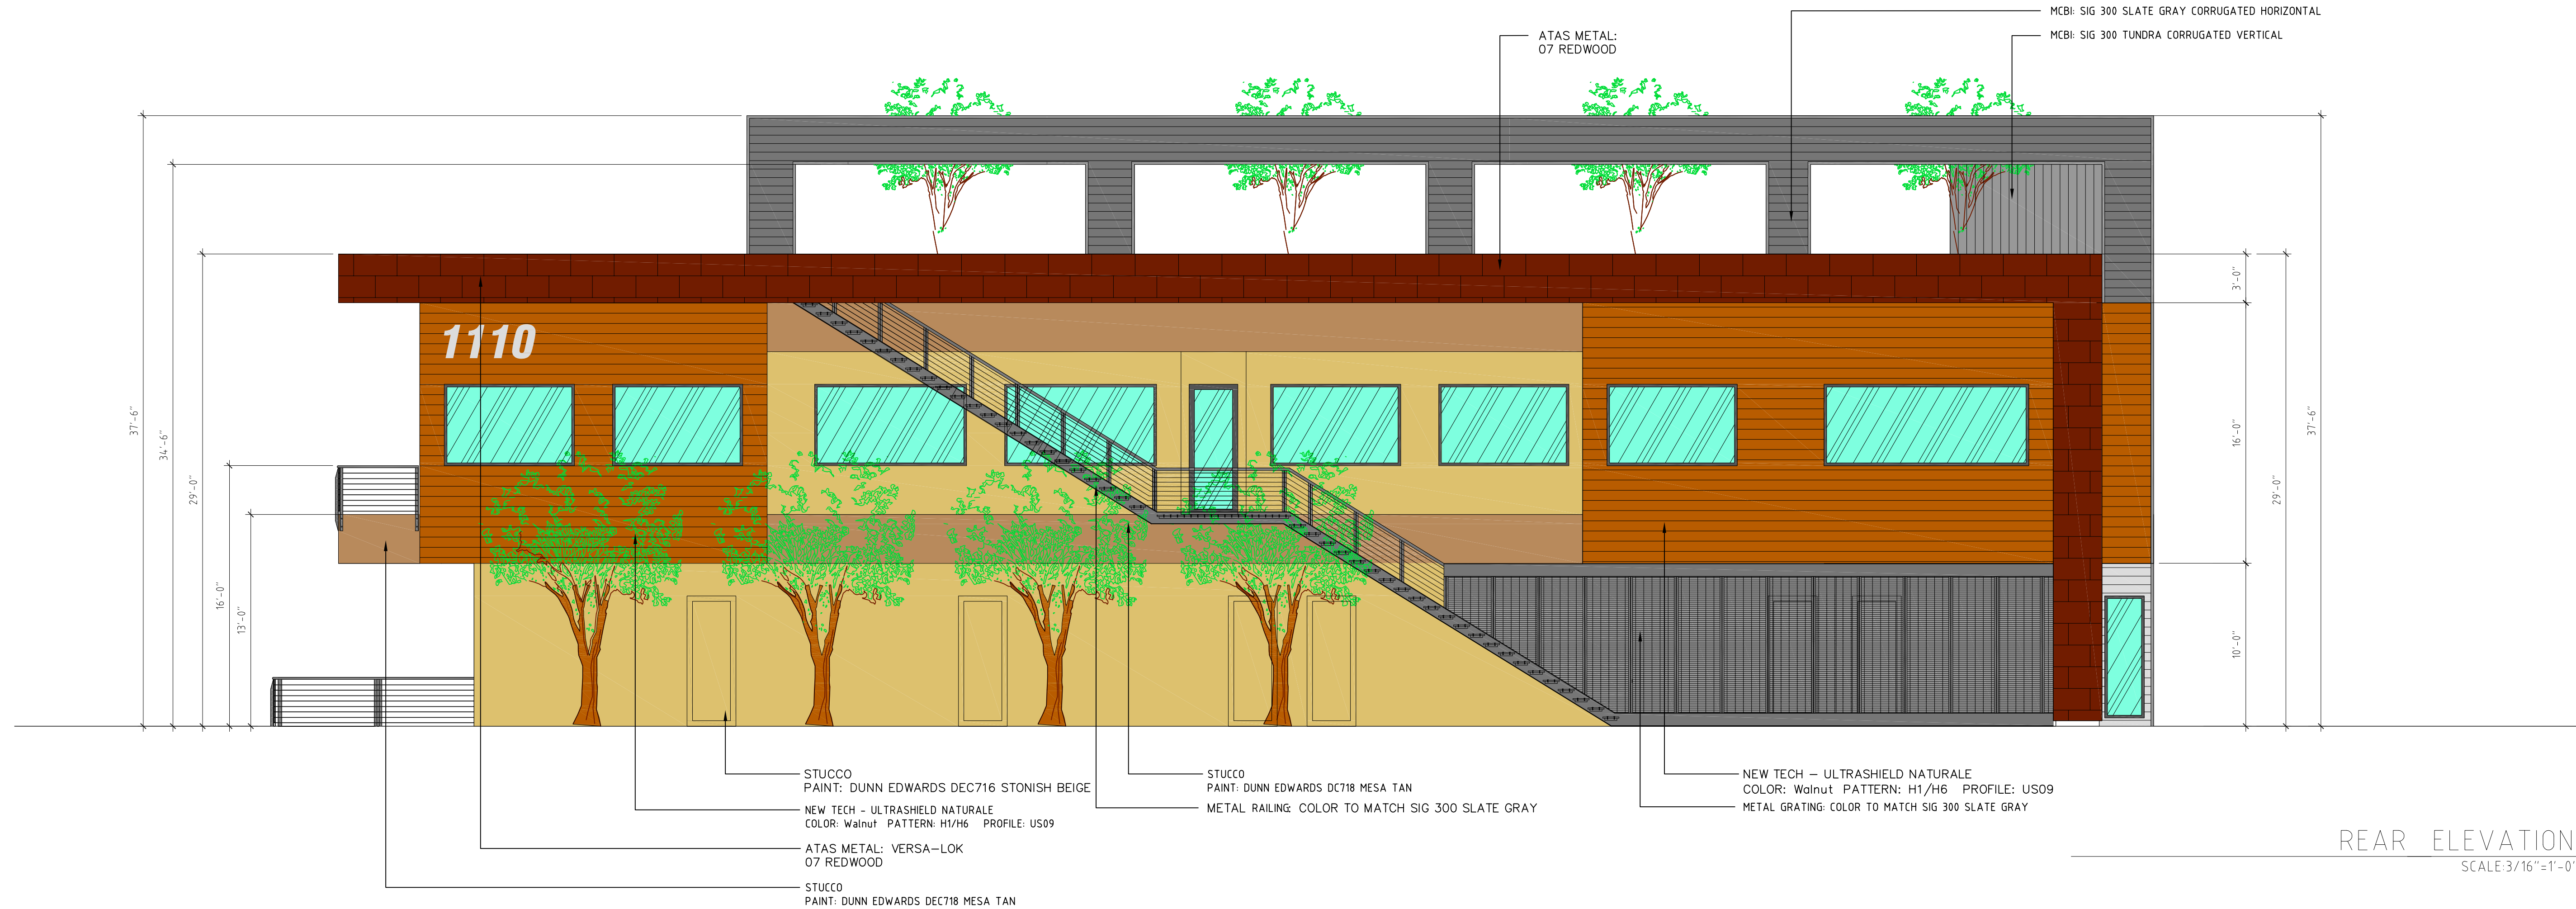 MCBI: SIG 300 SLATE GRAY CORRUGATED HORIZONTAL
ATAS METAL:
07 REDWOOD
MCBI: SIG 300 TUNDRA CORRUGATED VERTICAL
1110
37'-6"
34'-6"
29'-0"
16'-0"
13'-0"
3'-0"
16'-0"
10'-0"
29'-0"
37'-6"
STUCCO
PAINT: DUNN EDWARDS DEC716 STONISH BEIGE
NEW TECH - ULTRASHIELD NATURALE
COLOR: Walnut PATTERN: H1/H6 PROFILE: US09
ATAS METAL: VERSA-LOK
07 REDWOOD
STUCCO
PAINT: DUNN EDWARDS DEC718 MESA TAN
STUCCO
PAINT: DUNN EDWARDS DC718 MESA TAN
METAL RAILING: COLOR TO MATCH SIG 300 SLATE GRAY
NEW TECH - ULTRASHIELD NATURALE
COLOR: Walnut PATTERN: H1/H6 PROFILE: US09
METAL GRATING: COLOR TO MATCH SIG 300 SLATE GRAY
REAR ELEVATION
SCALE:3/16"=1'-0"